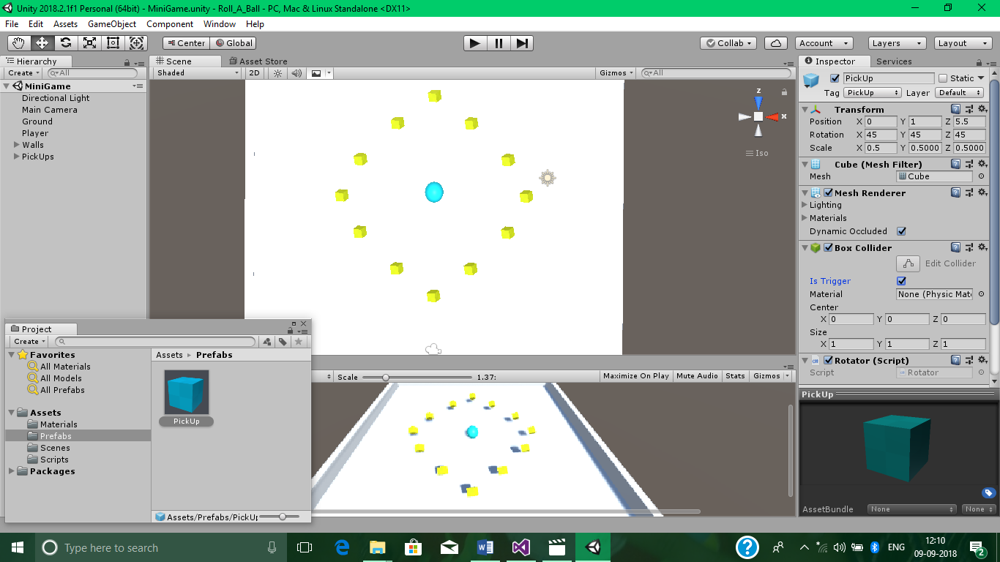 Unity 2018.2.1f1 Personal (64bit) - MiniGame.unity - Roll_A_Ball - PC, Mac & Linux Standalone <DX11>
File Edit Assets GameObject Component Window Help
Center Global Collab Account Layers Layout
Hierarchy
Create All
MiniGame
Directional Light
Main Camera
Ground
Player
Walls
PickUps
Scene Asset Store
Shaded 2D Gizmos All
z
x
Iso
Scale 1.37: Maximize On Play Mute Audio Stats Gizmos
Project
Create
Favorites
All Materials
All Models
All Prefabs
Assets
Materials
Prefabs
Scenes
Scripts
Packages
Assets Prefabs
PickUp
Assets/Prefabs/PickU
Inspector Services
PickUp Static
Tag PickUp Layer Default
Transform
Position X 0 Y 1 Z 5.5
Rotation X 45 Y 45 Z 45
Scale X 0.5 Y 0.5000 Z 0.5000
Cube (Mesh Filter)
Mesh Cube
Mesh Renderer
Lighting
Materials
Dynamic Occluded
Box Collider
Edit Collider
Is Trigger
Material None (Physic Mate
Center
X 0 Y 0 Z 0
Size
X 1 Y 1 Z 1
Rotator (Script)
Script Rotator
PickUp
AssetBundle None None
Type here to search
ENG
12:10
09-09-2018
2